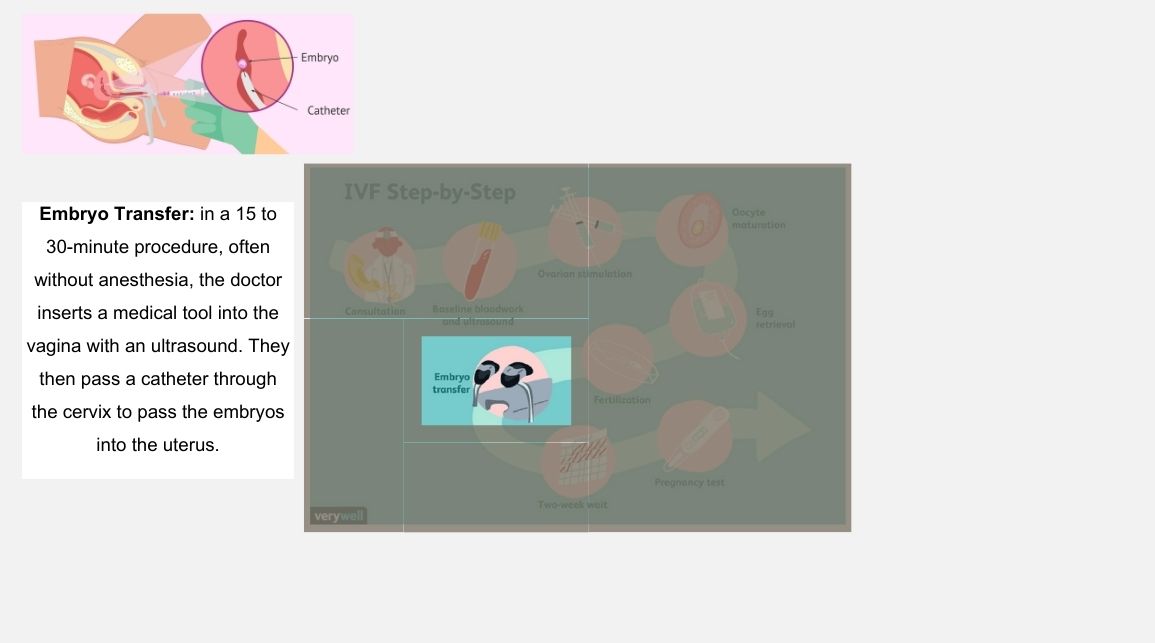 Embryo
Catheter
Embryo Transfer: in a 15 to
30-minute procedure, often
without anesthesia, the doctor
inserts a medical tool into the
vagina with an ultrasound. They
then pass a catheter through
the cervix to pass the embryos
into the uterus.
IVF Step-by-Step
Consultation
Baseline bloodwork
and ultrasound
Ovarian stimulation
Oocyte
maturation
Egg
retrieval
Fertilization
Embryo
transfer
Two-week wait
Pregnancy test
verywell